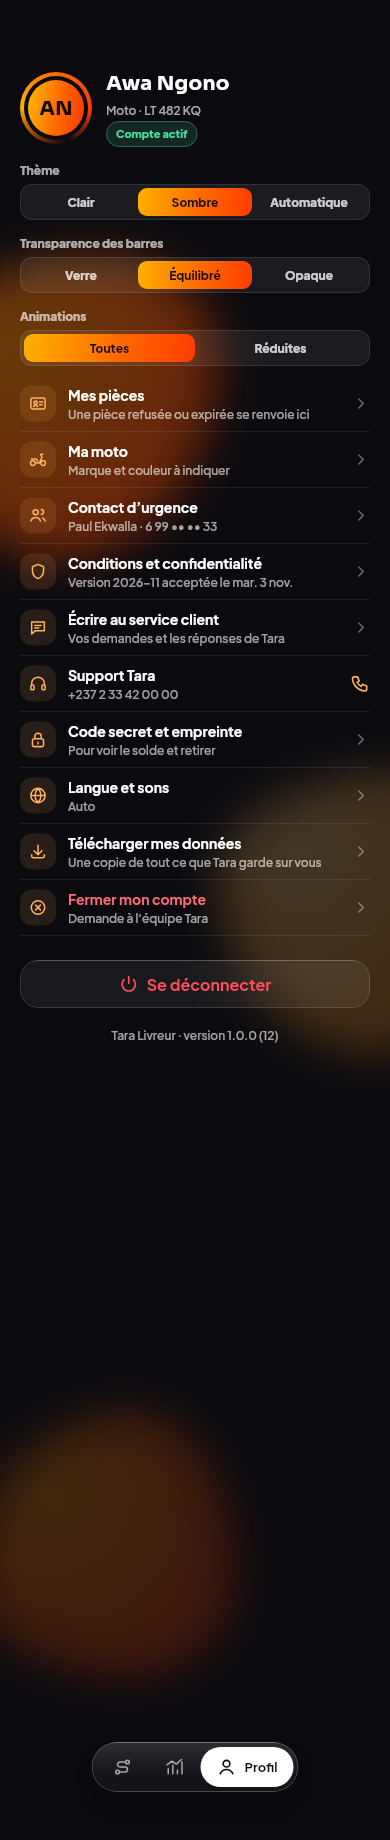 AN
Awa Ngono
Moto · LT 482 KQ
Compte actif
Thème
Clair Sombre Automatique
Transparence des barres
Verre Équilibré Opaque
Animations
Toutes Réduites
Mes pièces
Une pièce refusée ou expirée se renvoie ici
Ma moto
Marque et couleur à indiquer
Contact d’urgence
Paul Ekwalla · 6 99 •• •• 33
Conditions et confidentialité
Version 2026-11 acceptée le mar. 3 nov.
Écrire au service client
Vos demandes et les réponses de Tara
Support Tara
+237 2 33 42 00 00
Code secret et empreinte
Pour voir le solde et retirer
Langue et sons
Auto
Télécharger mes données
Une copie de tout ce que Tara garde sur vous
Fermer mon compte
Demande à l’équipe Tara
Se déconnecter
Tara Livreur · version 1.0.0 (12)
Profil